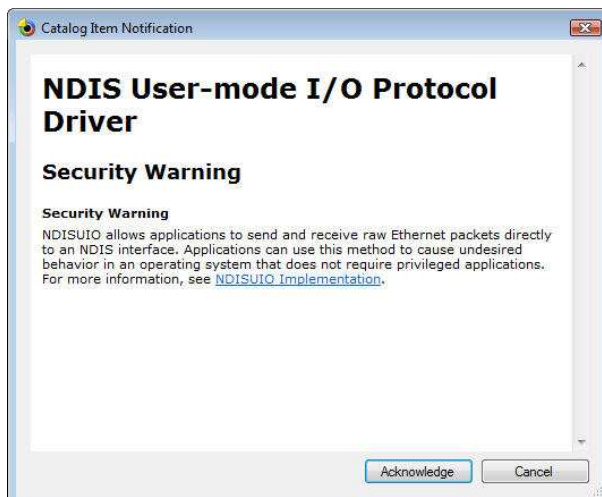 Catalog Item Notification
NDIS User-mode I/O Protocol
Driver
Security Warning
Security Warning
NDISUIO allows applications to send and receive raw Ethernet packets directly
to an NDIS interface. Applications can use this method to cause undesired
behavior in an operating system that does not require privileged applications.
For more information, see NDISUIO Implementation.
Acknowledge
Cancel